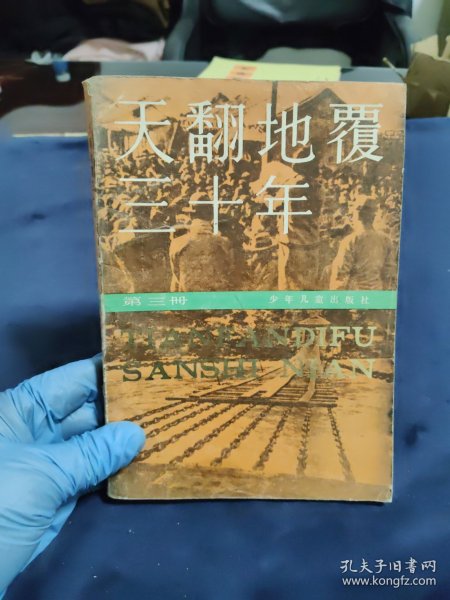 天翻地覆
三十年
第三册
少年儿童出版社
TIANFANDIFU
SANSHI NIAN
孔夫子旧书网
www.kongfz.com